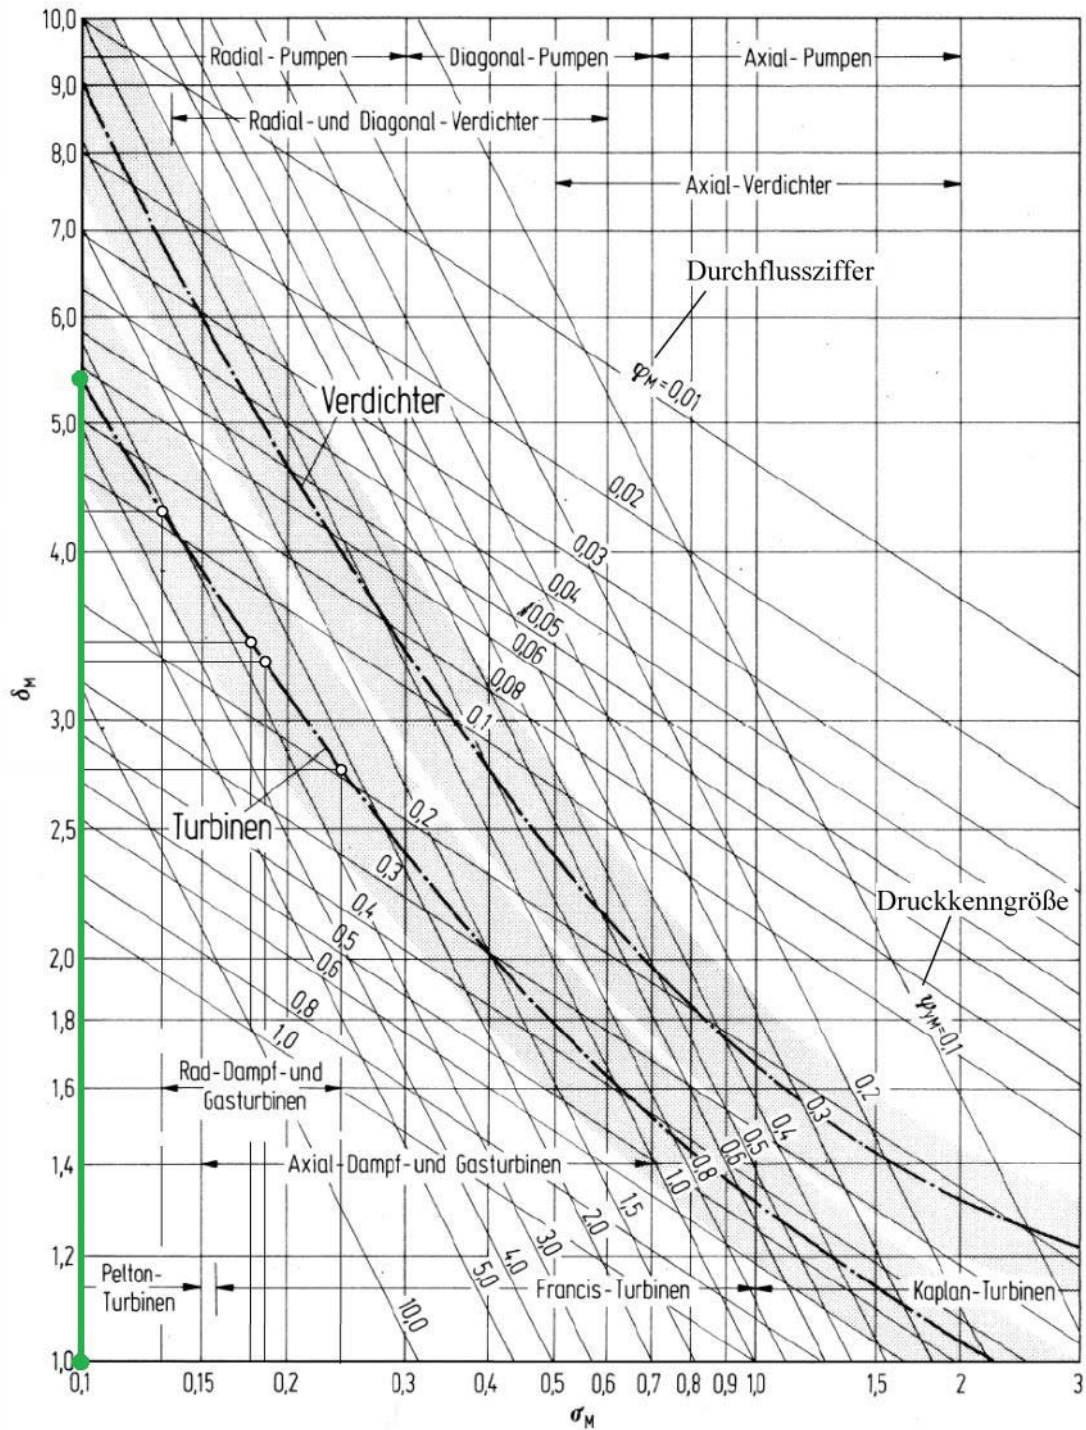 10,0
9,0
8,0
7,0
6,0
5,0
4,0
3,0
2,5
2,0
1,8
1,6
1,4
1,2
1,0
δM
Radial-Pumpen
Diagonal-Pumpen
Axial-Pumpen
Radial-und Diagonal-Verdichter
Axial-Verdichter
Durchflussziffer
φM=0,01
Verdichter
0,02
0,03
0,04
0,05
0,06
0,08
0,1
Turbinen
0,2
0,3
0,4
0,5
0,6
0,8
1,0
Druckkenngröße
ψyM=0,1
0,2
0,3
0,4
0,5
0,6
0,8
1,0
1,5
2,0
3,0
4,0
5,0
10,0
Rad-Dampf-und
Gasturbinen
Axial-Dampf-und Gasturbinen
Pelton-
Turbinen
Francis-Turbinen
Kaplan-Turbinen
0,1
0,15
0,2
0,3
0,4
0,5
0,6
0,7
0,8
0,9
1,0
1,5
2
3
σM